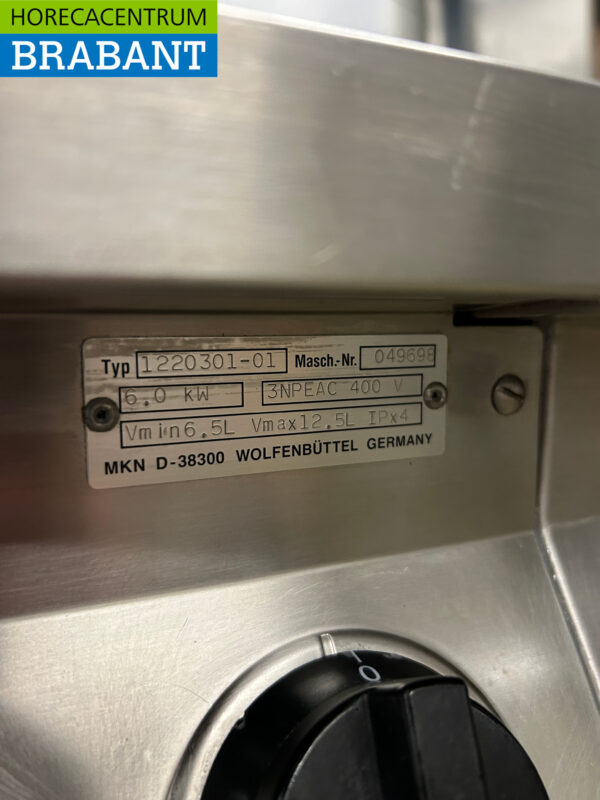 HORECACENTRUM
BRABANT
Typ 1220301-01 Masch.-Nr. 049698
6.0 kW 3NPEAC 400 V
Vmin6.5L Vmax12.5L IPx4
MKN D-38300 WOLFENBÜTTEL GERMANY
0